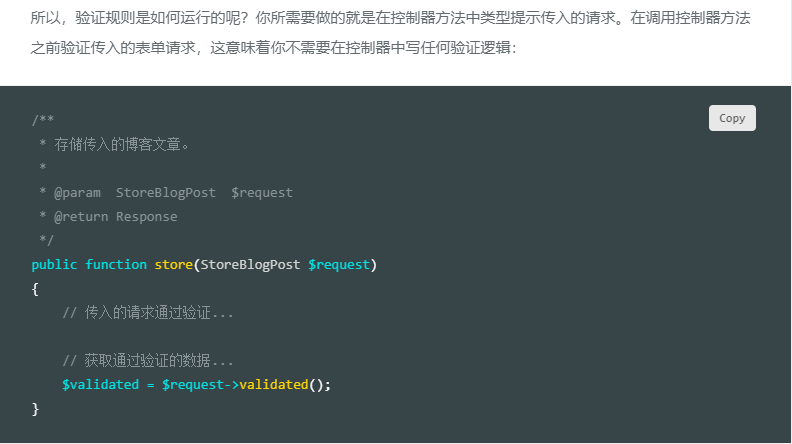 所以，验证规则是如何运行的呢？你所需要做的就是在控制器方法中类型提示传入的请求。在调用控制器方法
之前验证传入的表单请求，这意味着你不需要在控制器中写任何验证逻辑：
Copy
/**
 * 存储传入的博客文章。
 *
 * @param  StoreBlogPost  $request
 * @return Response
 */
public function store(StoreBlogPost $request)
{
    // 传入的请求通过验证...

    // 获取通过验证的数据...
    $validated = $request->validated();
}